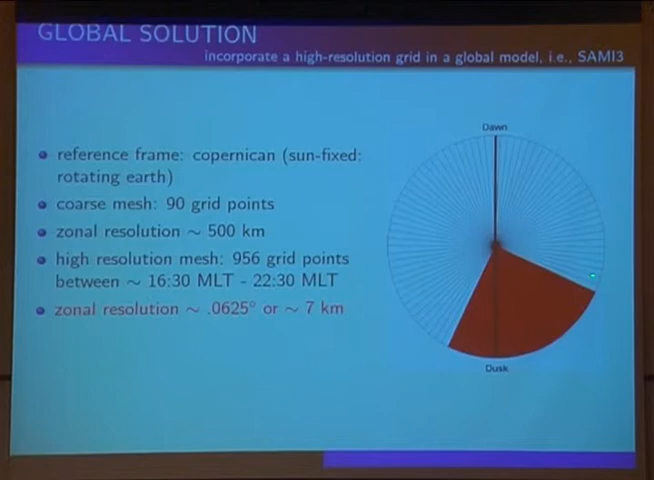 GLOBAL SOLUTION
incorporate a high-resolution grid in a global model, i.e., SAMI3
reference frame: copernican (sun-fixed:
rotating earth)
coarse mesh: 90 grid points
zonal resolution ∼ 500 km
high resolution mesh: 956 grid points
between ∼ 16:30 MLT - 22:30 MLT
zonal resolution ∼ .0625° or ∼ 7 km
Dawn
Dusk